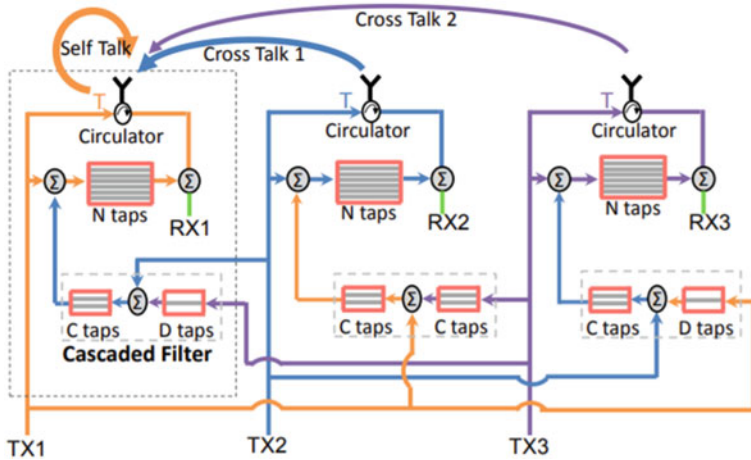 Cross Talk 2
Self Talk
Cross Talk 1
T
T
T
Circulator
Circulator
Circulator
Σ
Σ
Σ
Σ
Σ
Σ
N taps
N taps
N taps
RX1
RX2
RX3
Σ
Σ
Σ
C taps
D taps
C taps
C taps
C taps
D taps
Cascaded Filter
TX1
TX2
TX3